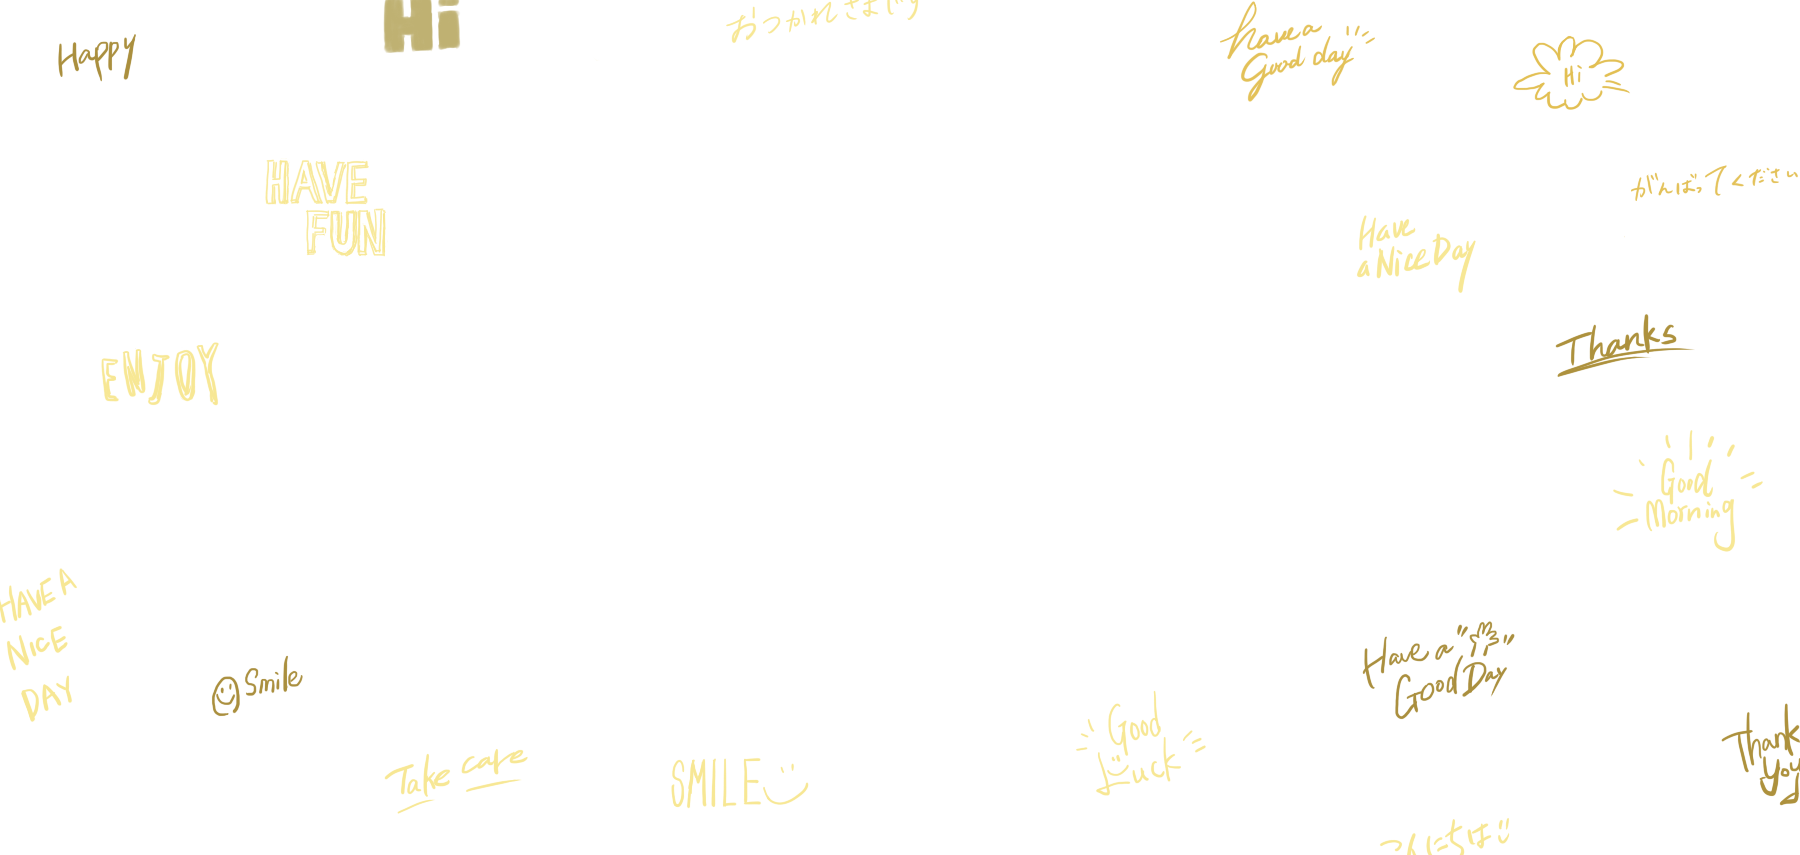 Happy
Hi
おつかれさまです
have a
Good day
Hi
HAVE
FUN
がんばってください
Have
a Nice Day
Thanks
ENJOY
Good
Morning
HAVE A
NICE
DAY
Smile
Have a
Good Day
Good
Luck
Take care
SMILE
Thank
you
こんにちは